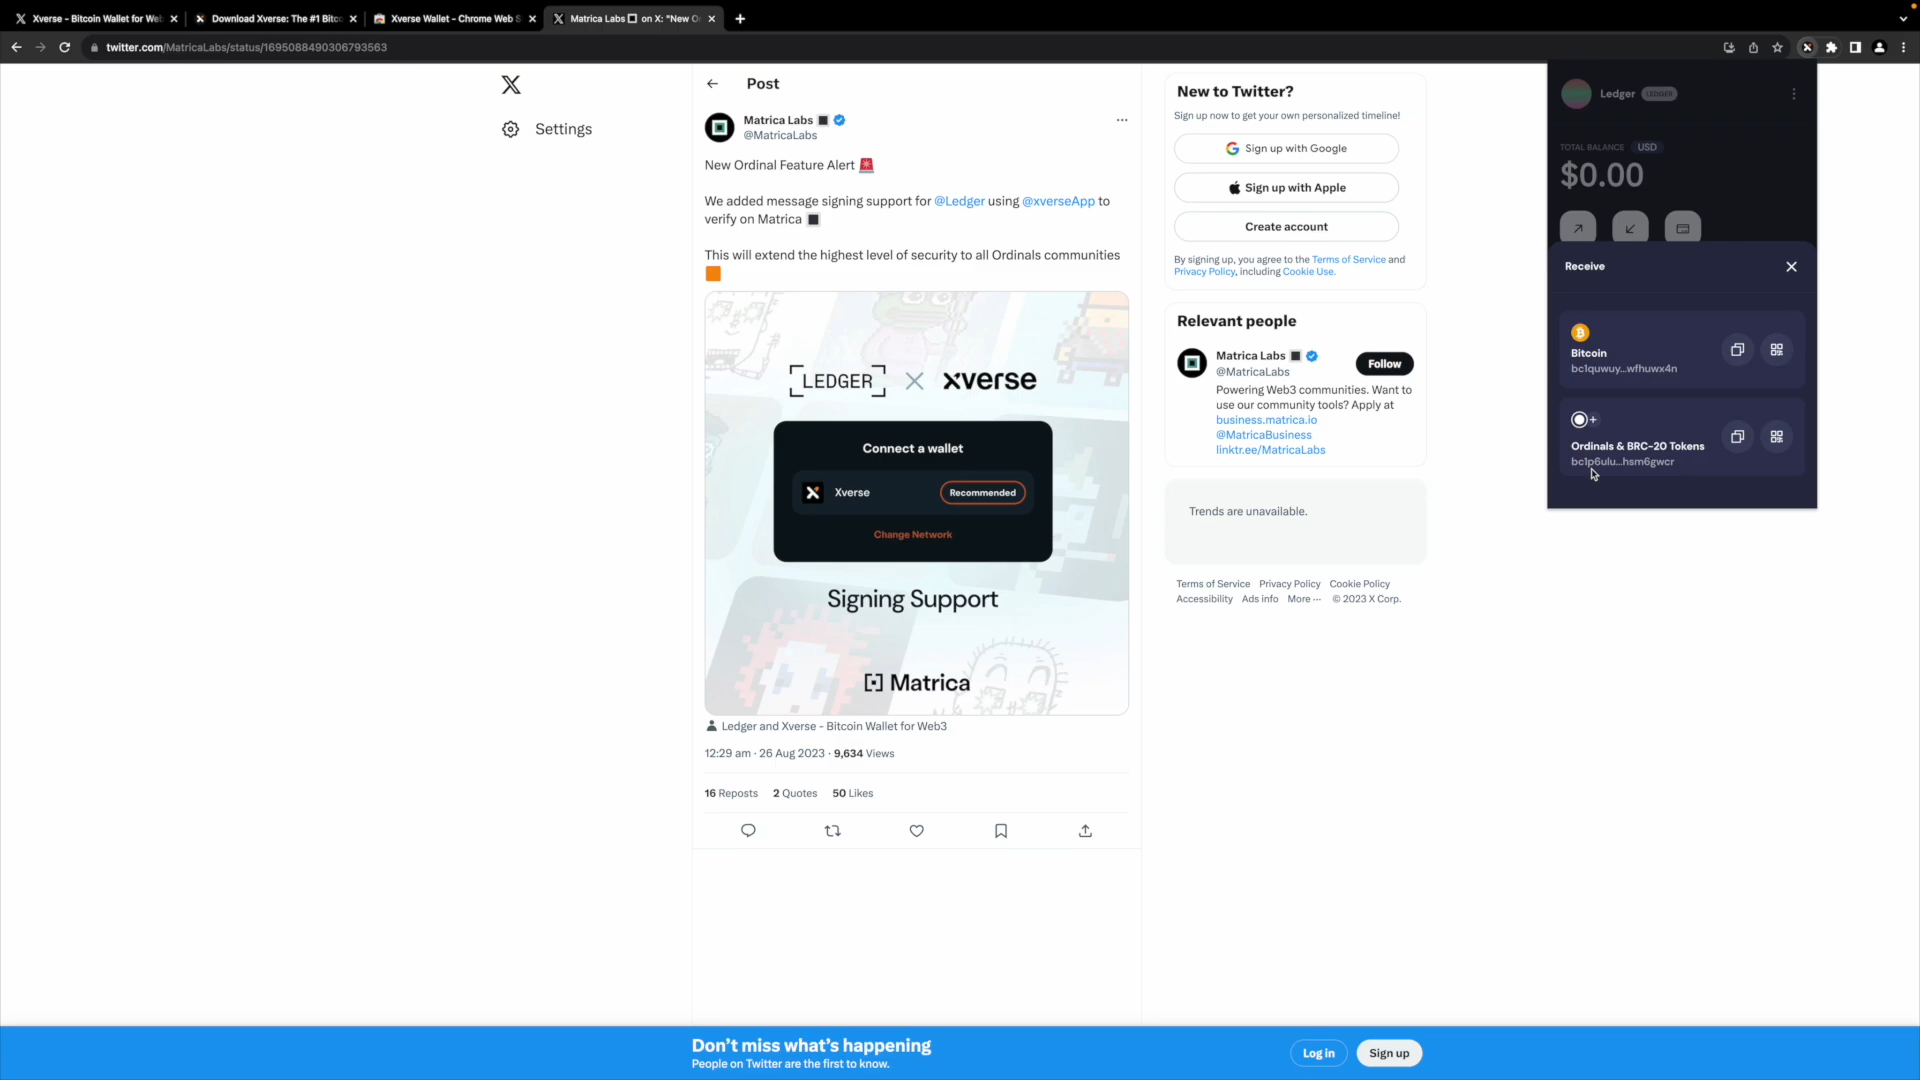 Xverse - Bitcoin Wallet for Web
Download Xverse: The #1 Bitco
Xverse Wallet - Chrome Web S
Matrica Labs on X: "New O
twitter.com/MatricaLabs/status/1695088490306793563
Settings
Post
Matrica Labs
@MatricaLabs
New Ordinal Feature Alert 🚨
We added message signing support for @Ledger using @xverseApp to
verify on Matrica 🔳
This will extend the highest level of security to all Ordinals communities
🟧
[LEDGER] X xverse
Connect a wallet
Xverse
Recommended
Change Network
Signing Support
Matrica
Ledger and Xverse - Bitcoin Wallet for Web3
12:29 am · 26 Aug 2023 · 9,634 Views
16 Reposts 2 Quotes 50 Likes
New to Twitter?
Sign up now to get your own personalized timeline!
Sign up with Google
Sign up with Apple
Create account
By signing up, you agree to the Terms of Service and
Privacy Policy, including Cookie Use.
Relevant people
Matrica Labs
@MatricaLabs
Follow
Powering Web3 communities. Want to
use our community tools? Apply at
business.matrica.io
@MatricaBusiness
linktr.ee/MatricaLabs
Trends are unavailable.
Terms of Service Privacy Policy Cookie Policy
Accessibility Ads info More ··· © 2023 X Corp.
Ledger LEDGER
TOTAL BALANCE USD
$0.00
Receive
Bitcoin
bc1quwuy...wfhuwx4n
Ordinals & BRC-20 Tokens
bc1p6ulu...hsm6gwcr
Don't miss what's happening
People on Twitter are the first to know.
Log in
Sign up